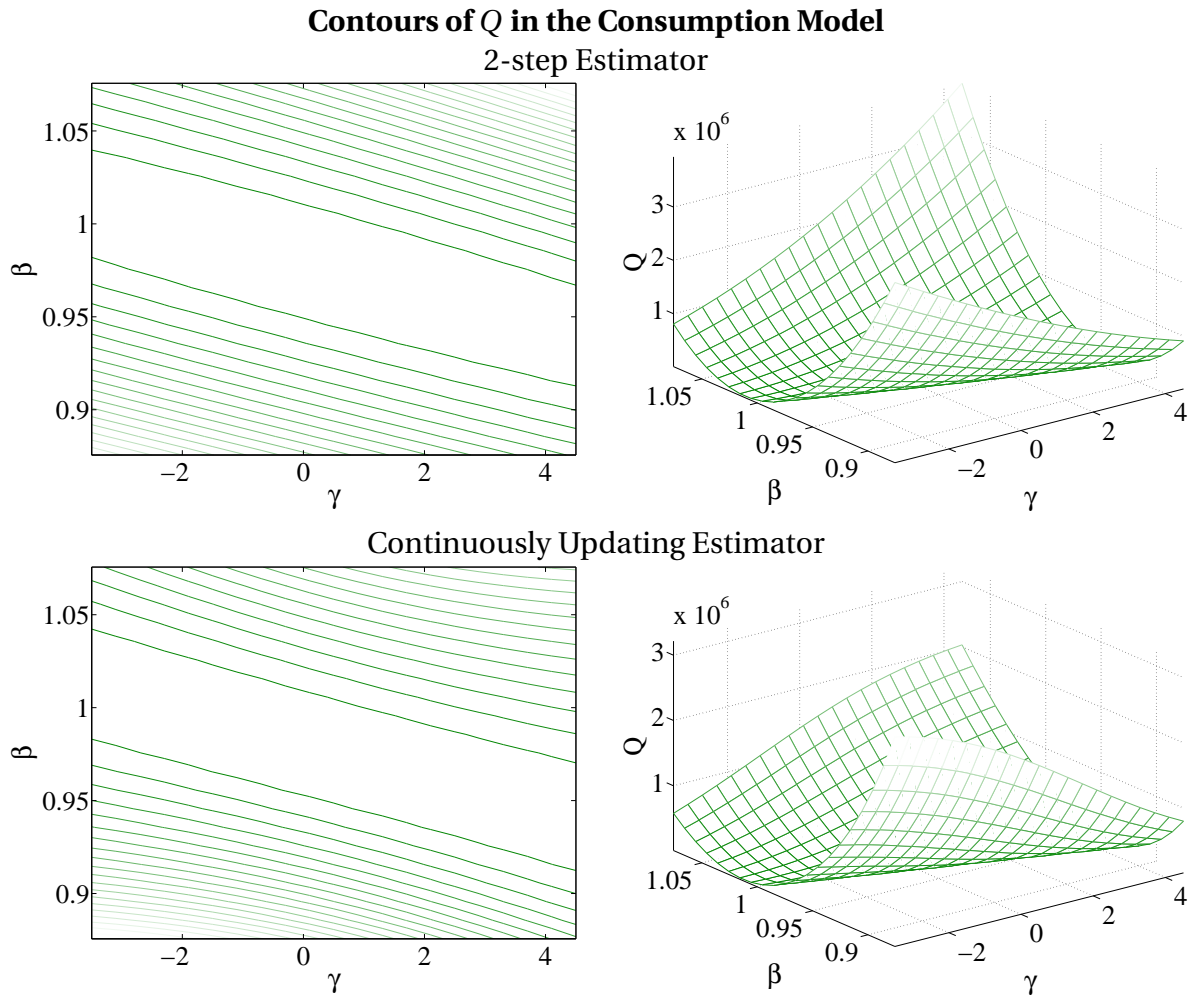 Contours of Q in the Consumption Model
2-step Estimator
1.05
1
0.95
0.9
β
−2 0 2 4
γ
x 10^6
3
2
1
Q
1.05
1
0.95
0.9
β
−2
0
2
4
γ
Continuously Updating Estimator
1.05
1
0.95
0.9
β
−2 0 2 4
γ
x 10^6
3
2
1
Q
1.05
1
0.95
0.9
β
−2
0
2
4
γ